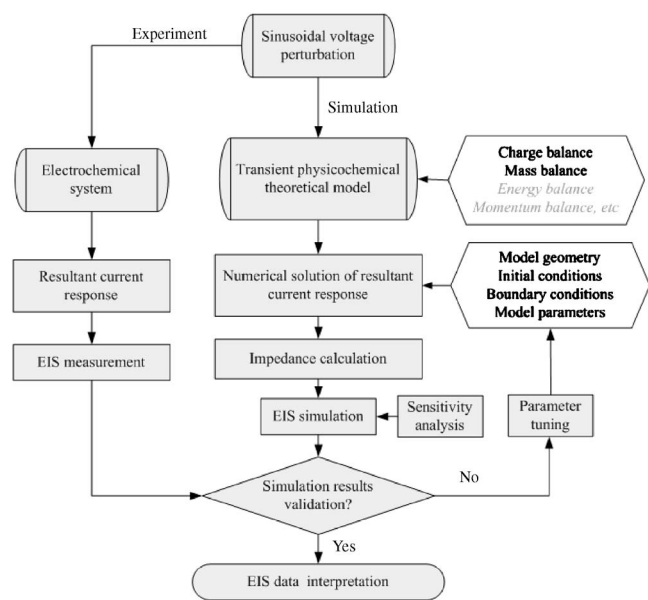 Experiment
Sinusoidal voltage
perturbation
Simulation
Electrochemical
system
Transient physicochemical
theoretical model
Charge balance
Mass balance
Energy balance
Momentum balance, etc
Resultant current
response
Numerical solution of resultant
current response
Model geometry
Initial conditions
Boundary conditions
Model parameters
EIS measurement
Impedance calculation
EIS simulation
Sensitivity
analysis
Parameter
tuning
Simulation results
validation?
No
Yes
EIS data interpretation